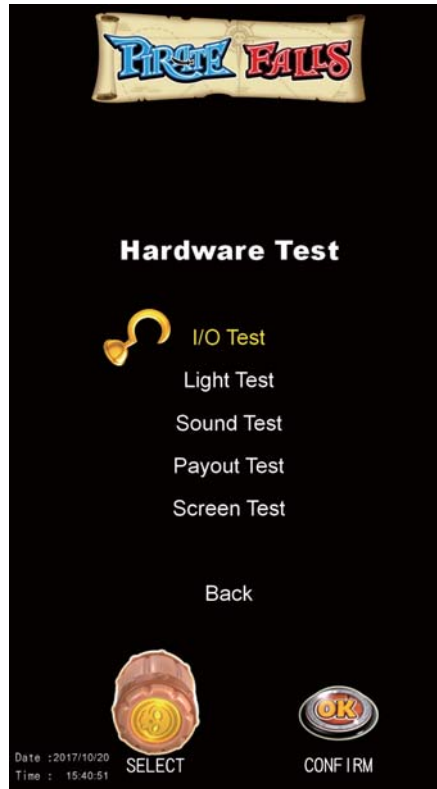 PIRATE FALLS
Hardware Test
I/O Test
Light Test
Sound Test
Payout Test
Screen Test
Back
OK
Date :2017/10/20
Time : 15:40:51
SELECT
CONFIRM